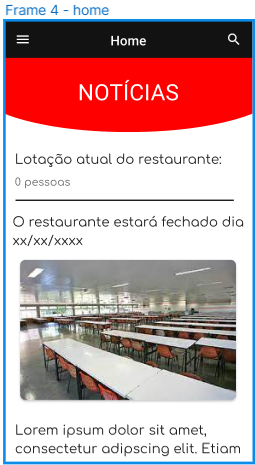 Frame 4 - home
Home
NOTÍCIAS
Lotação atual do restaurante:
0 pessoas
O restaurante estará fechado dia
xx/xx/xxxx
Lorem ipsum dolor sit amet,
consectetur adipscing elit. Etiam